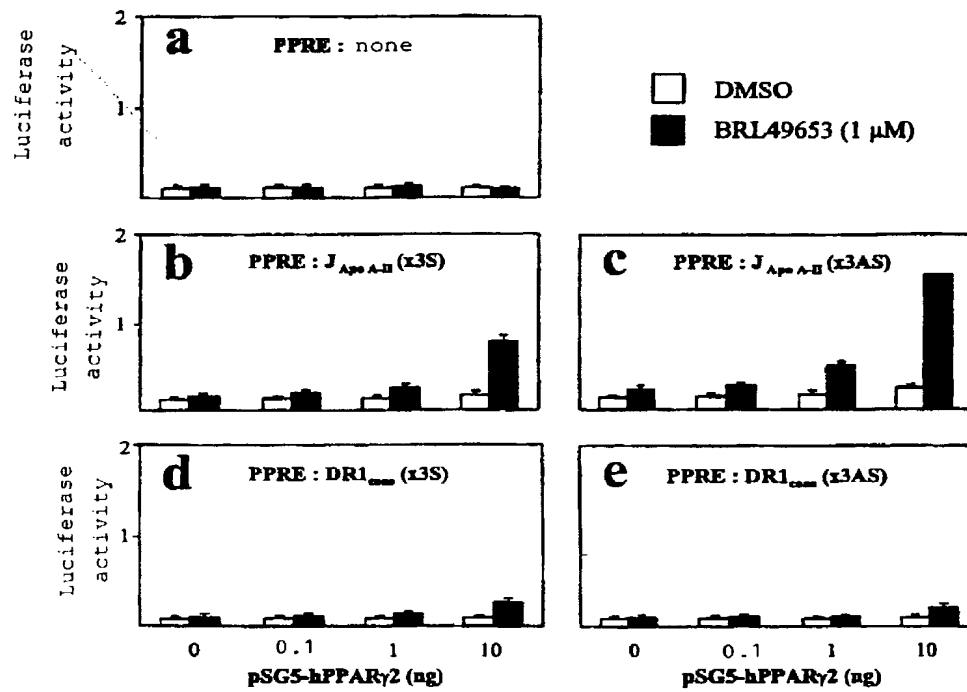 2
a
PPRE : none
Luciferase
activity
1
DMSO
BRL49653 (1 µM)
2
b
PPRE : J Apo A-II (x3S)
Luciferase
activity
1
c
PPRE : J Apo A-II (x3AS)
2
d
PPRE : DR1cons (x3S)
Luciferase
activity
1
e
PPRE : DR1cons (x3AS)
0 0.1 1 10
pSG5-hPPARγ2 (ng)
0 0.1 1 10
pSG5-hPPARγ2 (ng)